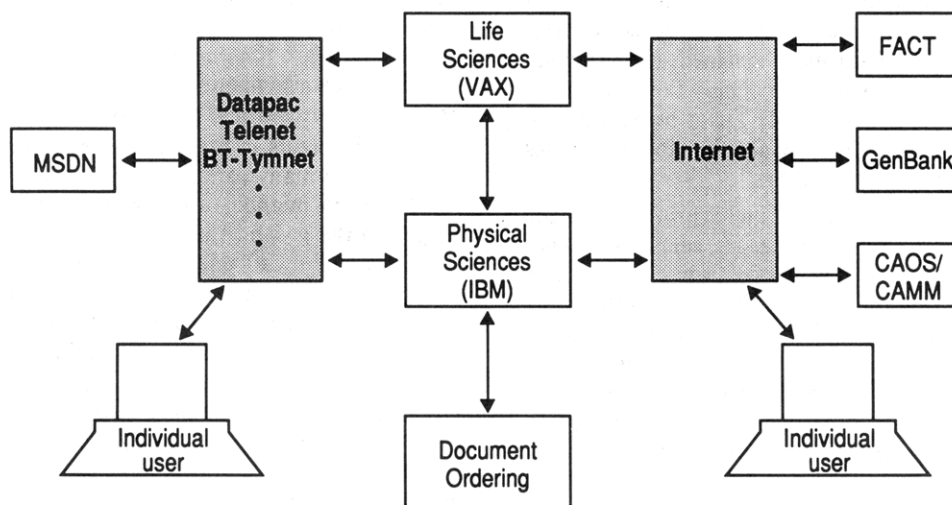 Life
Sciences
(VAX)
FACT
Datapac
Telenet
BT-Tymnet
Internet
MSDN
GenBank
Physical
Sciences
(IBM)
CAOS/
CAMM
Individual
user
Document
Ordering
Individual
user